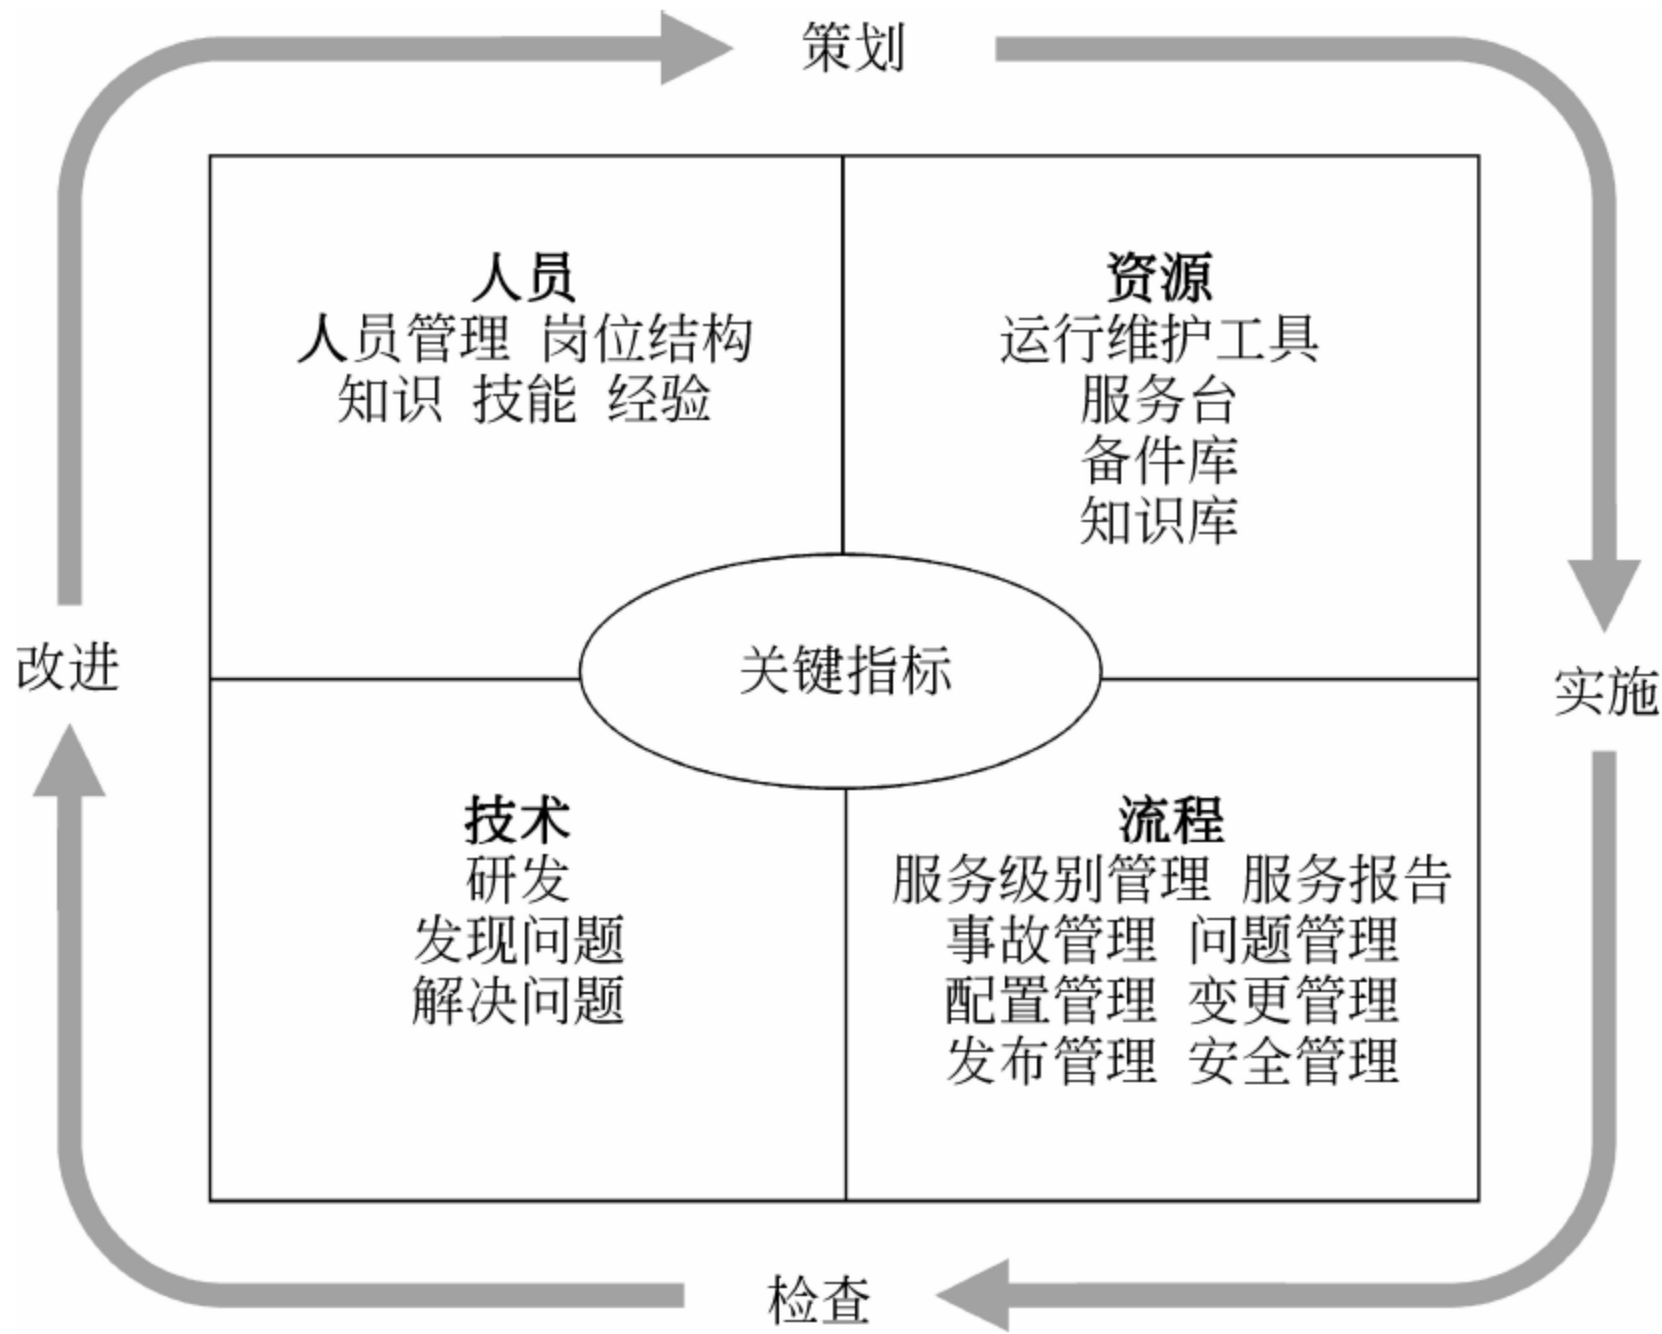 策划
人员
人员管理 岗位结构
知识 技能 经验
资源
运行维护工具
服务台
备件库
知识库
关键指标
改进
实施
技术
研发
发现问题
解决问题
流程
服务级别管理 服务报告
事故管理 问题管理
配置管理 变更管理
发布管理 安全管理
检查